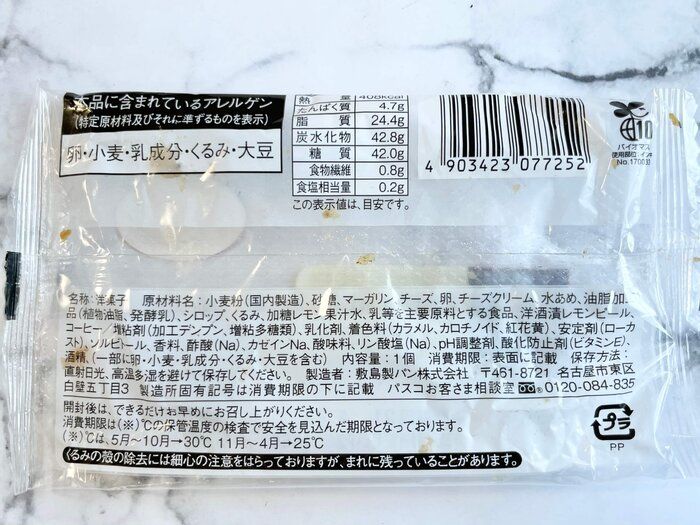 本品に含まれているアレルゲン
(特定原材料及びそれに準ずるものを表示)
卵・小麦・乳成分・くるみ・大豆
熱 量 408kcal
たんぱく質 4.7g
脂 質 24.4g
炭水化物 42.8g
糖 質 42.0g
食物繊維 0.8g
食塩相当量 0.2g
この表示値は、目安です。
4 903423 077252
10
バイオマス
使用部位:インキ
名称:洋菓子 原材料名:小麦粉(国内製造)、砂糖、マーガリン、チーズ、卵、チーズクリーム、水あめ、油脂加工
品(植物油脂、発酵乳)、シロップ、くるみ、加糖レモン果汁水、乳等を主要原料とする食品、洋酒漬レモンピール、
コーヒー/増粘剤(加工デンプン、増粘多糖類)、乳化剤、着色料(カラメル、カロチノイド、紅花黄)、安定剤(ローカ
スト)、ソルビトール、香料、酢酸(Na)、カゼインNa、酸味料、リン酸塩(Na)、pH調整剤、酸化防止剤(ビタミンE)、
酒精、(一部に卵・小麦・乳成分・くるみ・大豆を含む) 内容量:1個 消費期限:表面に記載 保存方法:
直射日光、高温多湿を避けて保存してください。 製造者:敷島製パン株式会社 〒461-8721 名古屋市東区
白壁五丁目3 製造所固有記号は消費期限の下に記載 パスコお客さま相談室 0120-084-835
開封後は、できるだけお早めにお召し上がりください。
消費期限は(※)℃の保管温度の検査で安全を見込んだ期限となっております。
(※)℃は、5月〜10月→30℃ 11月〜4月→25℃
くるみの殻の除去には細心の注意をはらっておりますが、まれに残っていることがあります。
プラ
PP